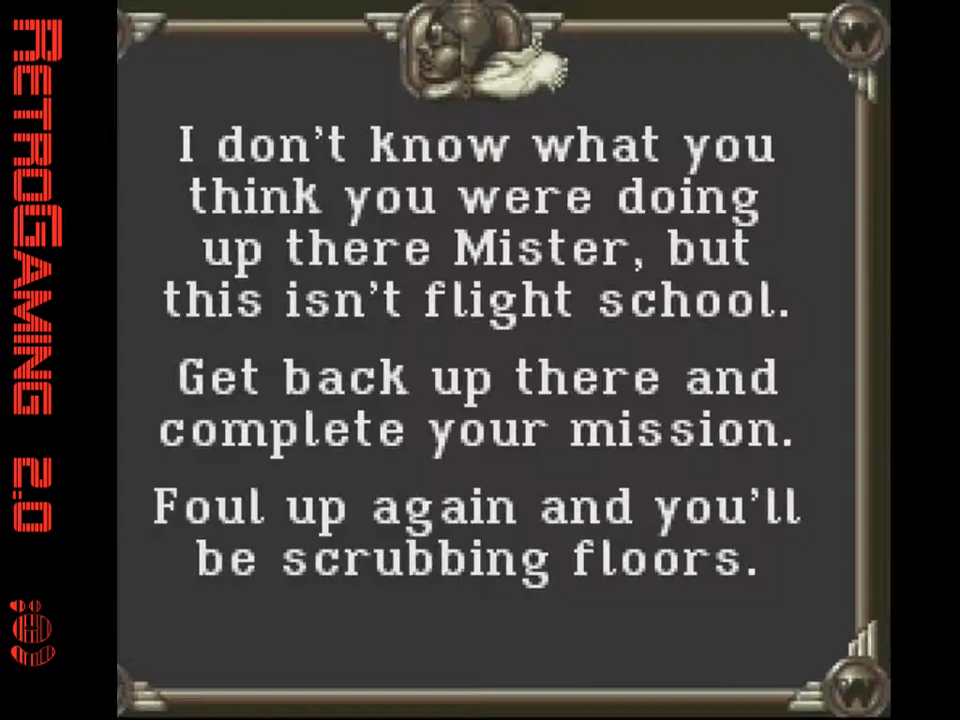 RETROGAMING 2.0
I don't know what you
think you were doing
up there Mister, but
this isn't flight school.
Get back up there and
complete your mission.
Foul up again and you'll
be scrubbing floors.
W
W